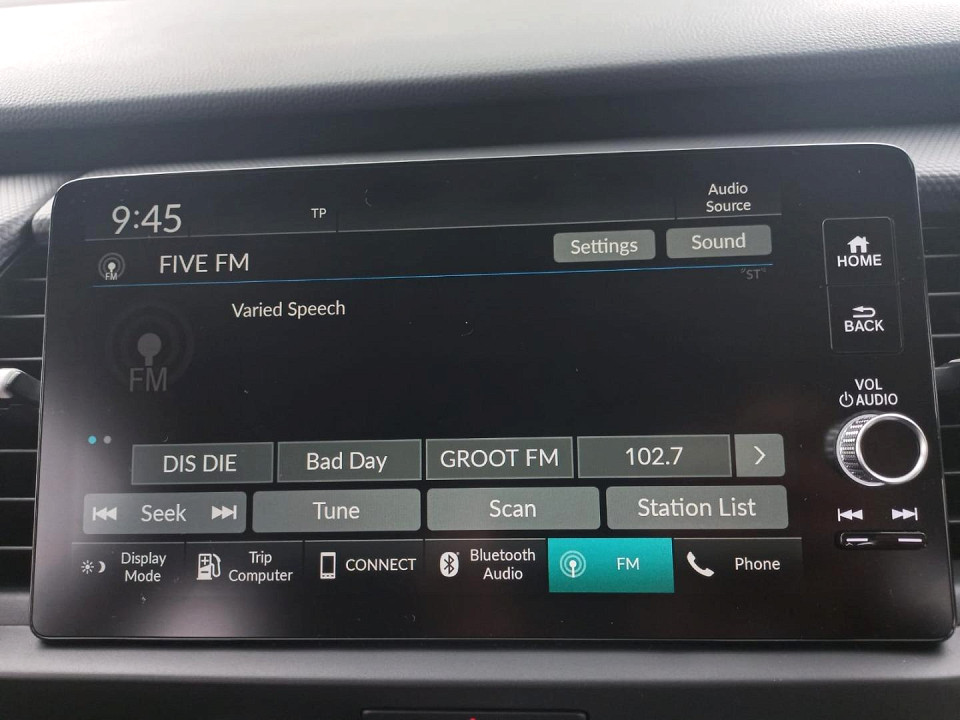 9:45
TP
Audio
Source
FM
FIVE FM
Settings
Sound
ST
Varied Speech
FM
HOME
BACK
VOL
AUDIO
DIS DIE
Bad Day
GROOT FM
102.7
Seek
Tune
Scan
Station List
Display
Mode
Trip
Computer
CONNECT
Bluetooth
Audio
FM
Phone